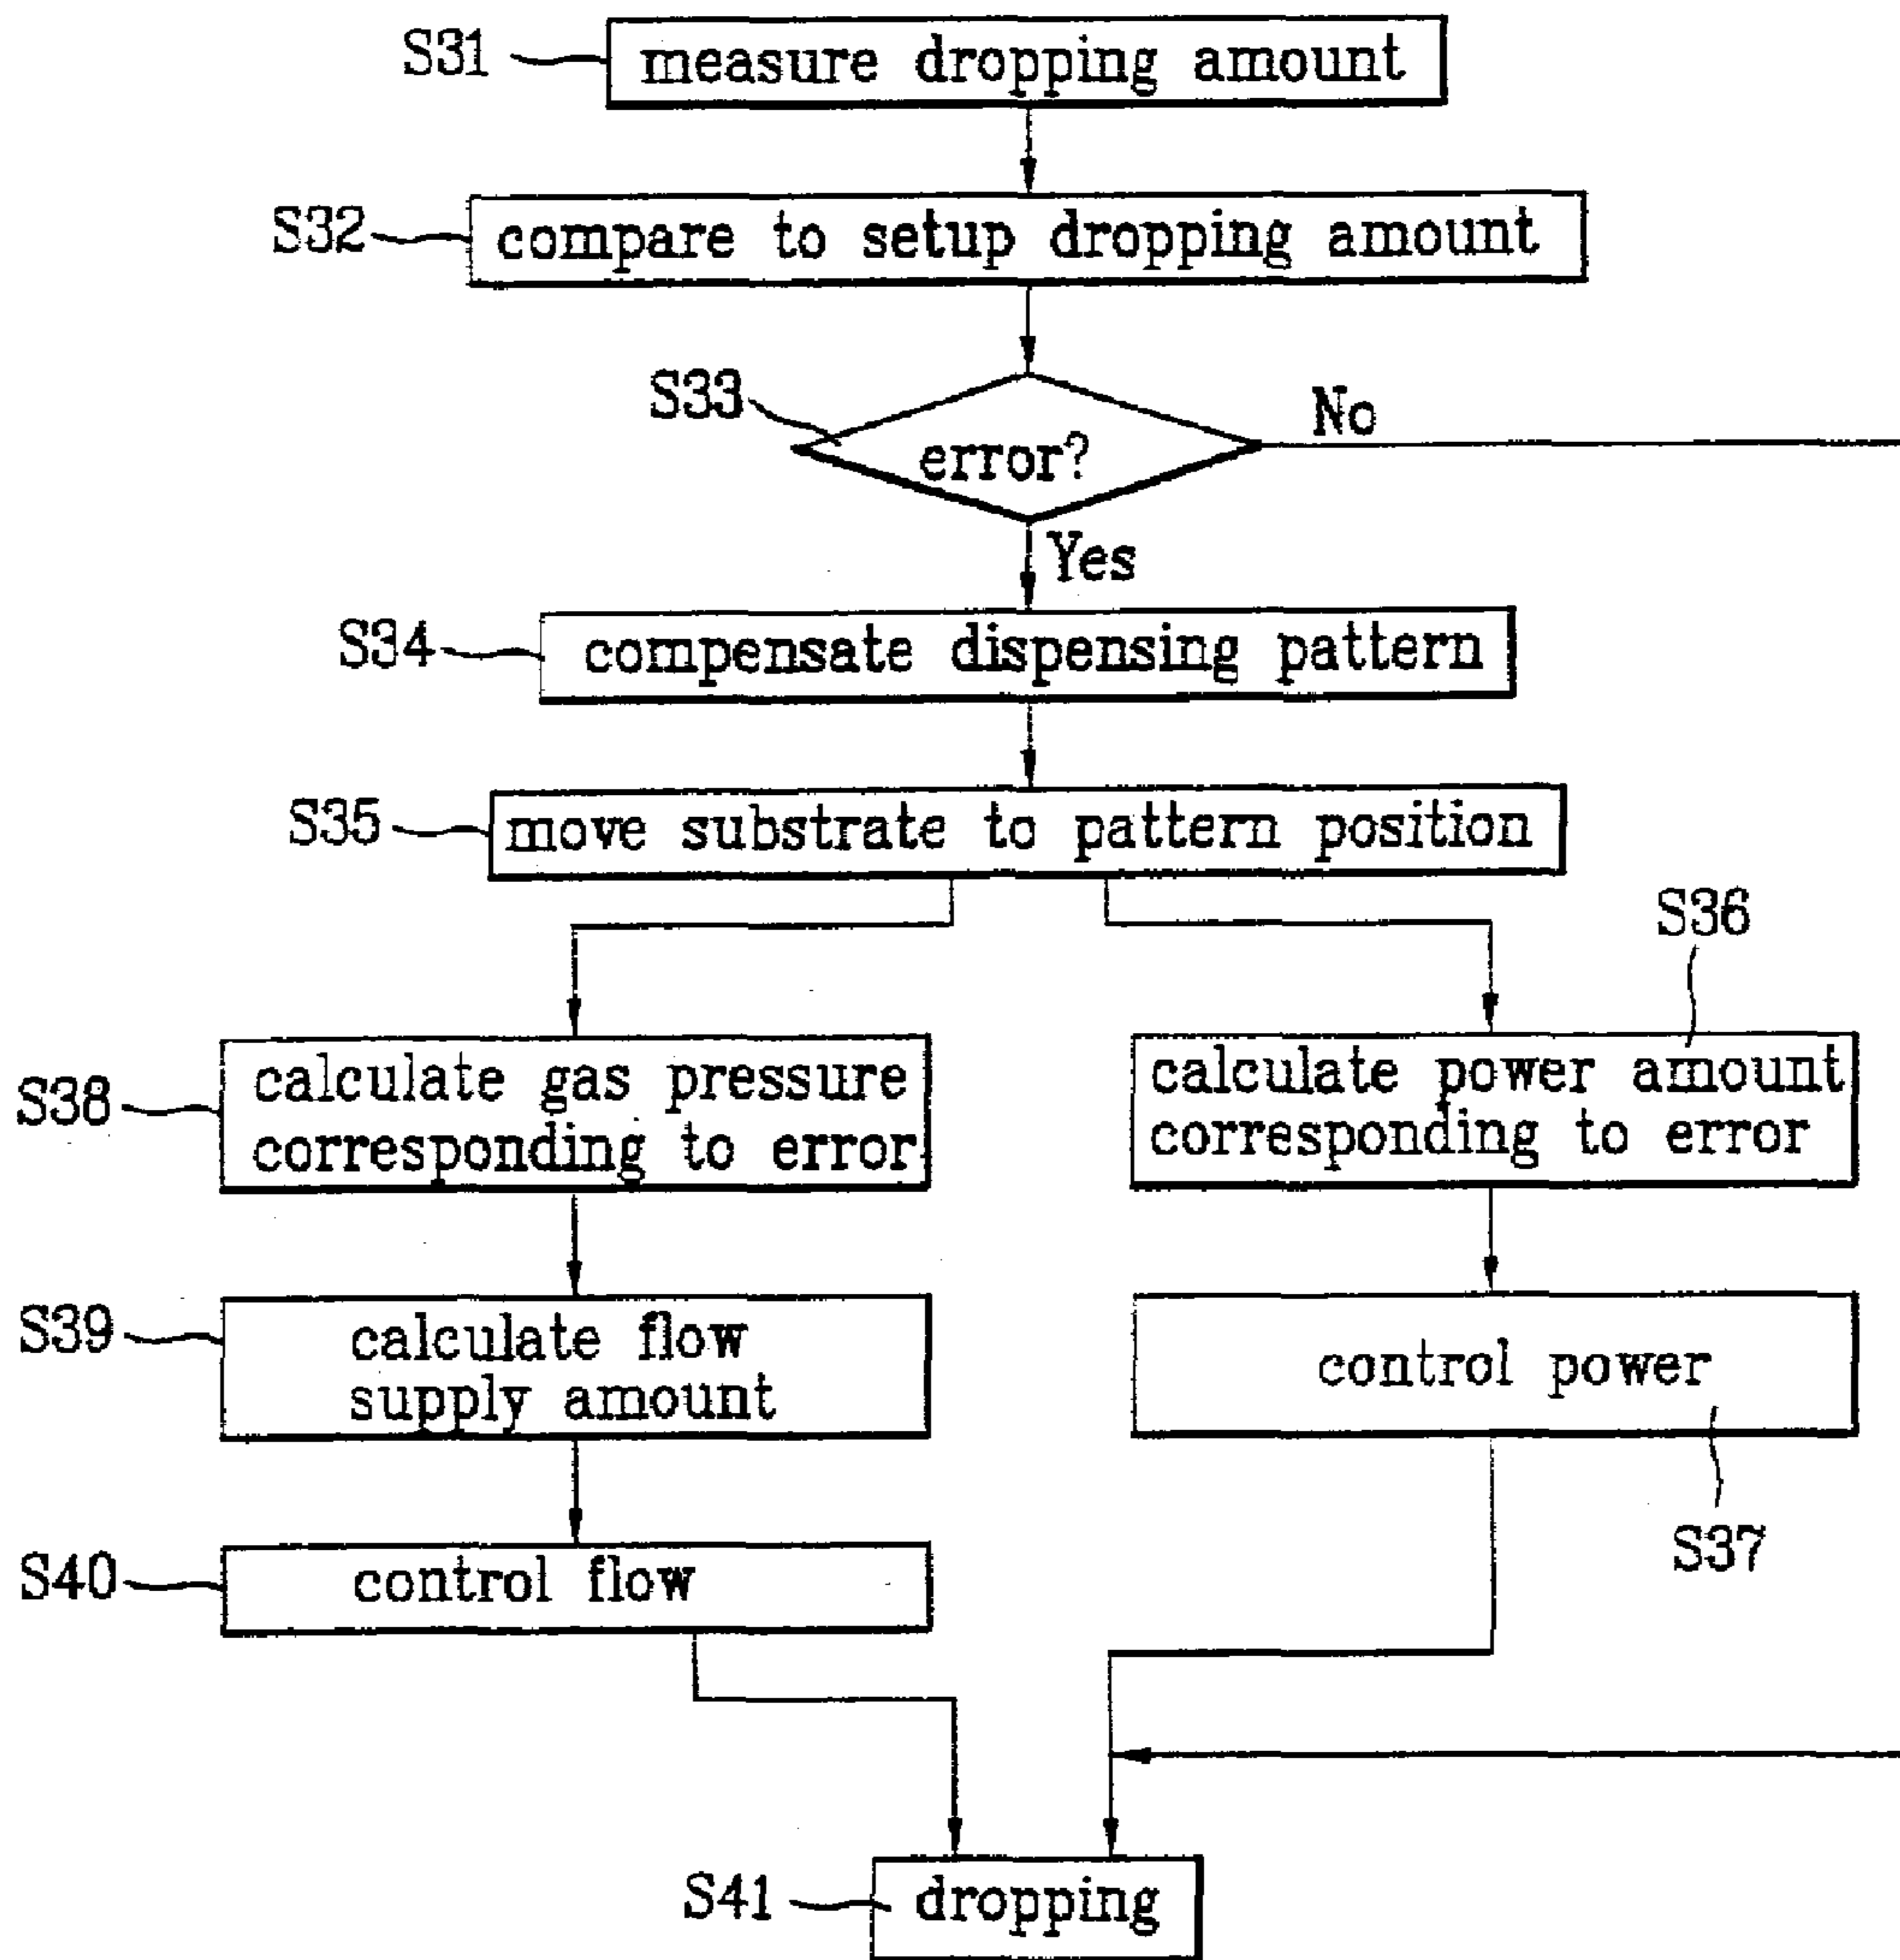 S31
measure dropping amount
S32
compare to setup dropping amount
S33
error?
No
Yes
S34
compensate dispensing pattern
S35
move substrate to pattern position
S36
S38
calculate gas pressure
corresponding to error
calculate power amount
corresponding to error
S39
calculate flow
supply amount
control power
S37
S40
control flow
S41
dropping